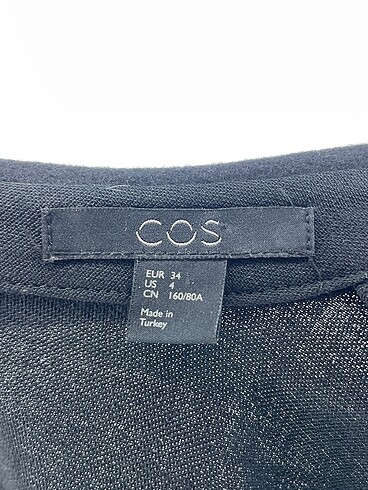 COS
EUR 34
US 4
CN 160/80A
Made in
Turkey